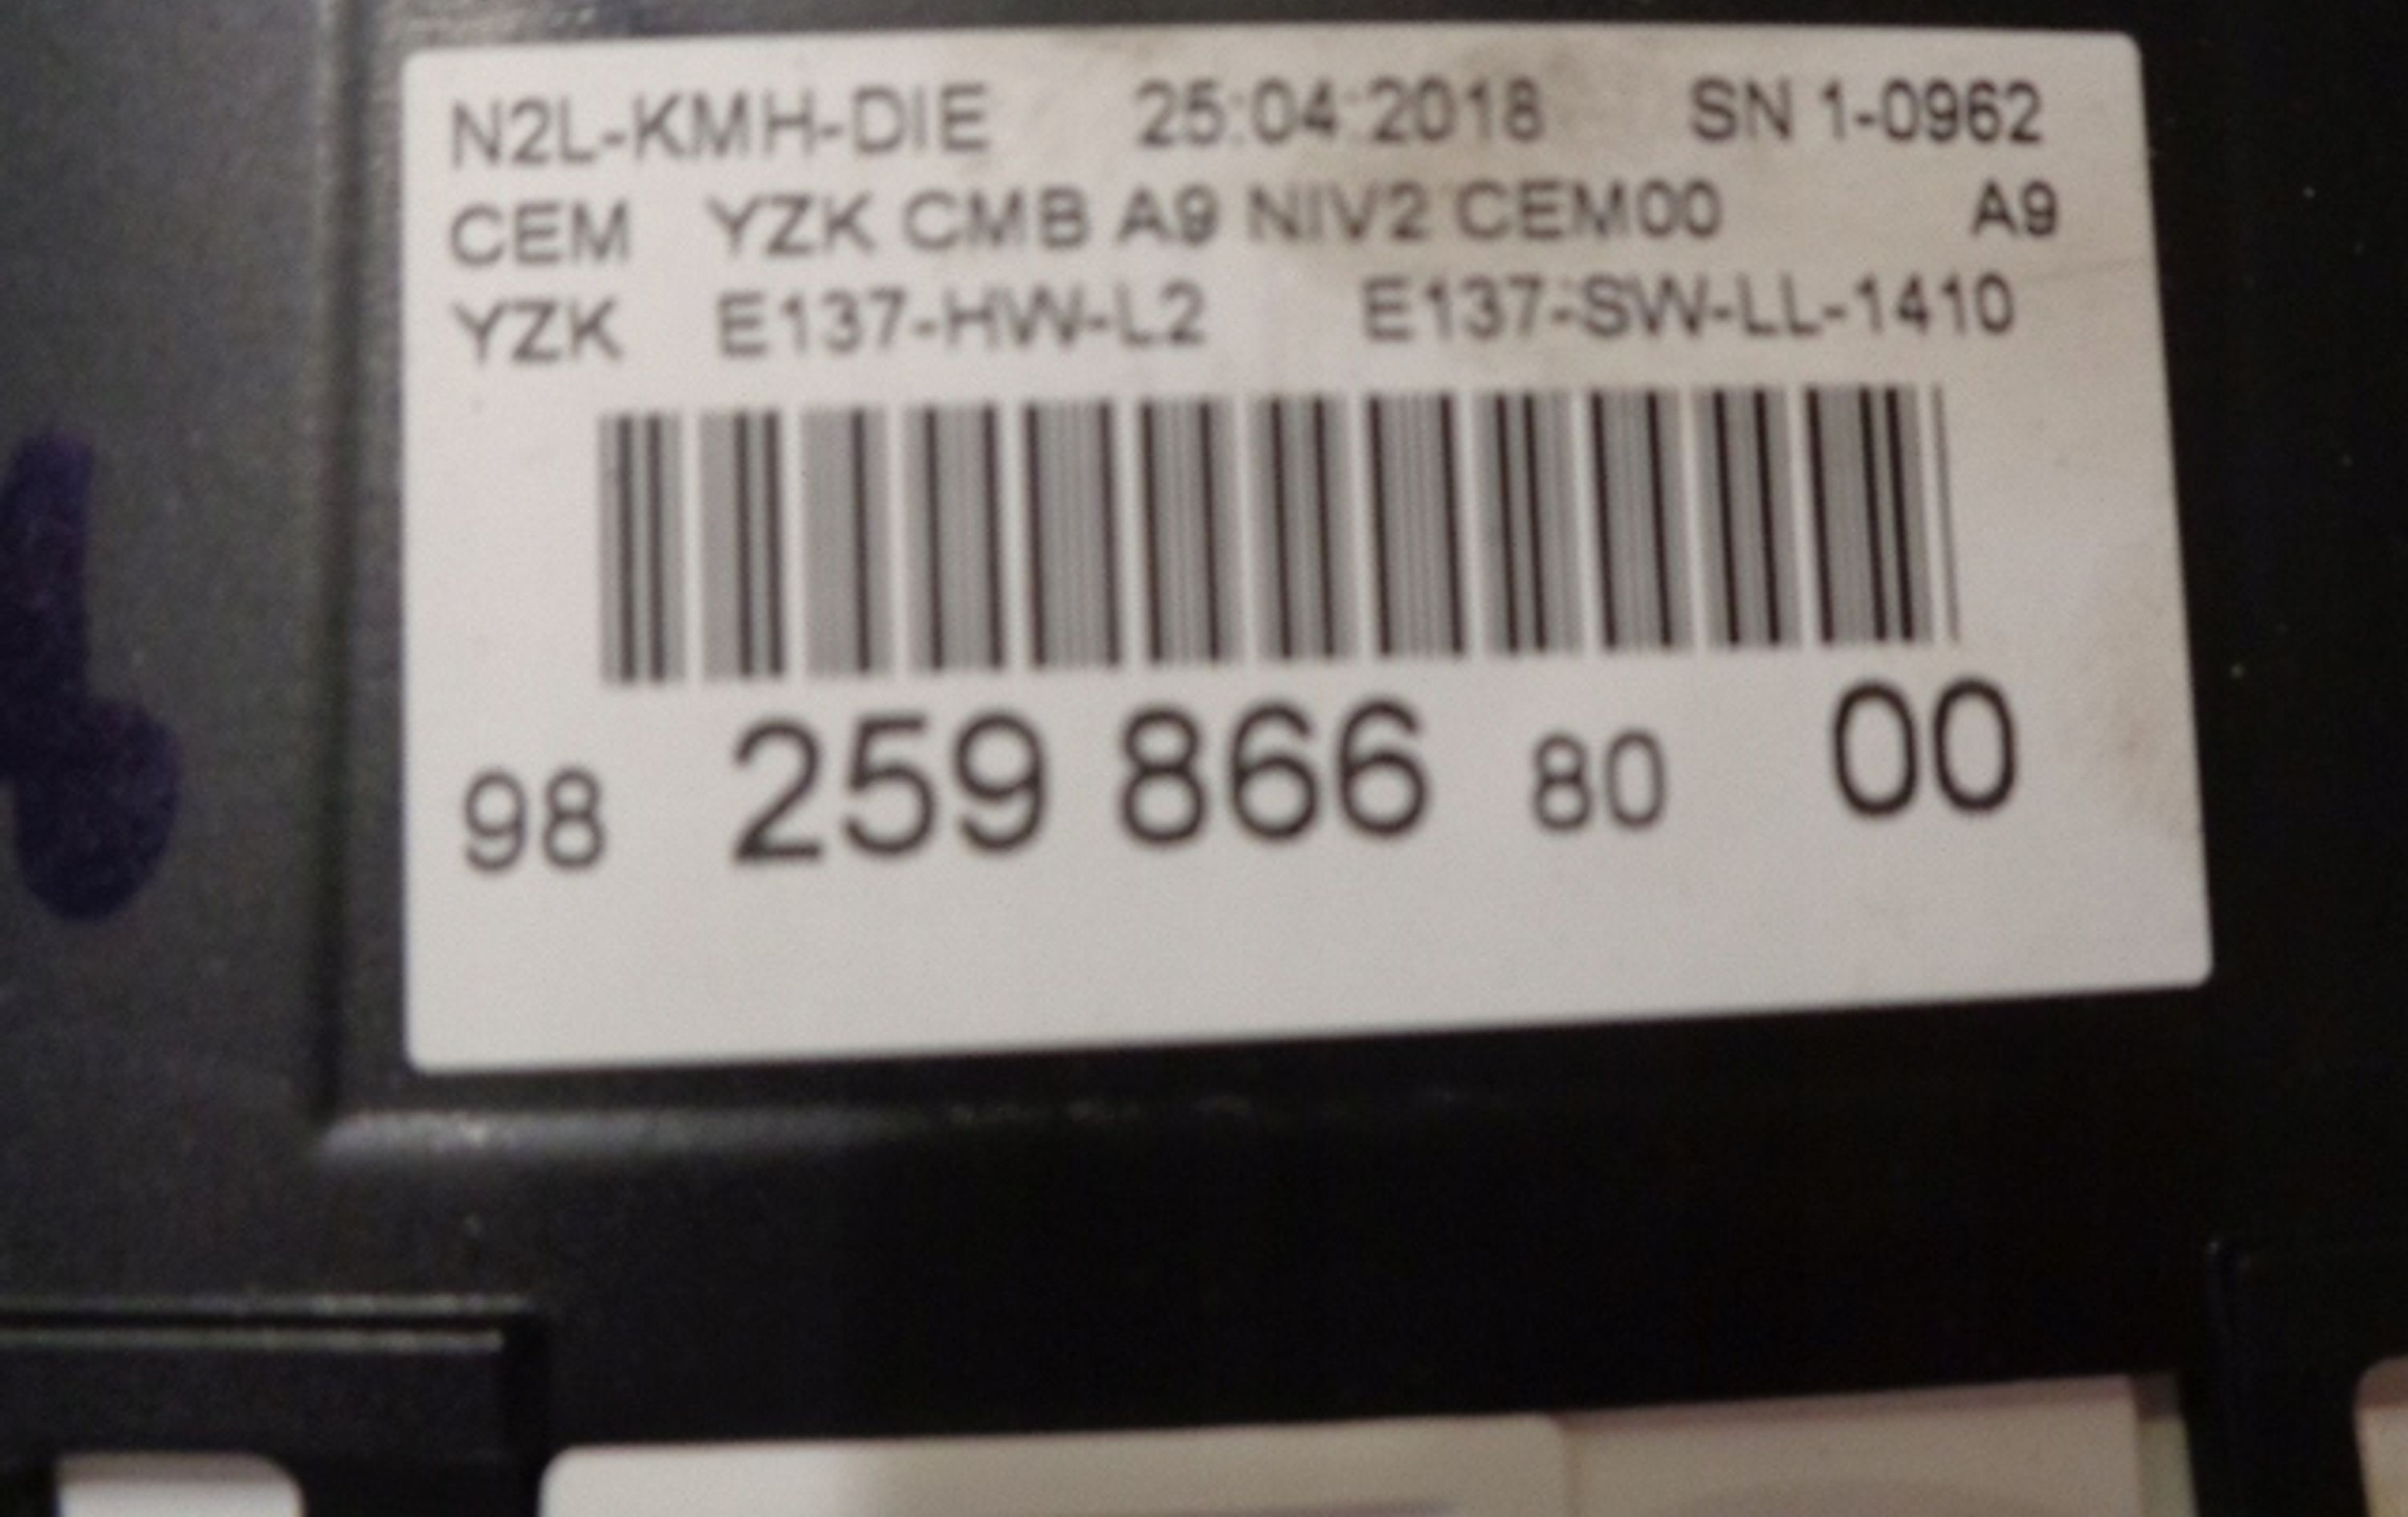 N2L-KMH-DIE 25:04:2018 SN 1-0962
CEM YZK CMB A9 NIV2 CEM00 A9
YZK E137-HW-L2 E137-SW-LL-1410
98 259 866 80 00